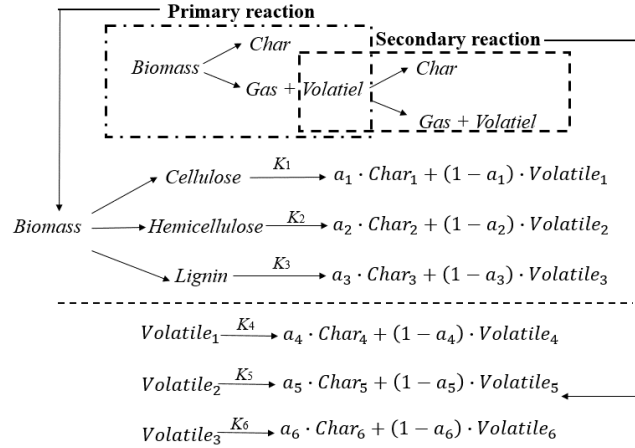 Primary reaction
Char
Secondary reaction
Biomass
Char
Gas + Volatiel
Gas + Volatiel
Cellulose K₁ a₁ · Char₁ + (1 − a₁) · Volatile₁
Biomass Hemicellulose K₂ a₂ · Char₂ + (1 − a₂) · Volatile₂
Lignin K₃ a₃ · Char₃ + (1 − a₃) · Volatile₃
Volatile₁ K₄ a₄ · Char₄ + (1 − a₄) · Volatile₄
Volatile₂ K₅ a₅ · Char₅ + (1 − a₅) · Volatile₅
Volatile₃ K₆ a₆ · Char₆ + (1 − a₆) · Volatile₆